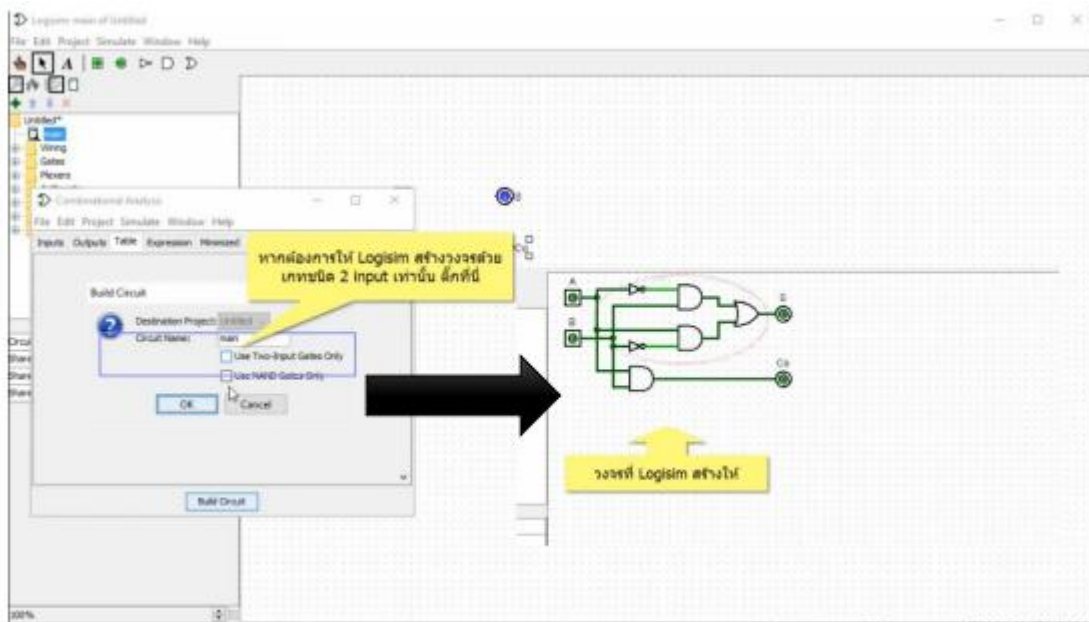 Logisim: main of Untitled
File Edit Project Simulate Window Help
A
Untitled*
main
Wiring
Gates
Plexers
Combinational Analysis
File Edit Project Simulate Window Help
Inputs Outputs Table Expression Minimized
หากต้องการให้ Logisim สร้างวงจรด้วย
เกทชนิด 2 input เท่านั้น ติ๊กที่นี่
Build Circuit
Destination Project: Untitled
Circuit Name: main
Use Two-Input Gates Only
Use NAND Gates Only
OK Cancel
Build Circuit
A
B
S
Ca
วงจรที่ Logisim สร้างให้
100%